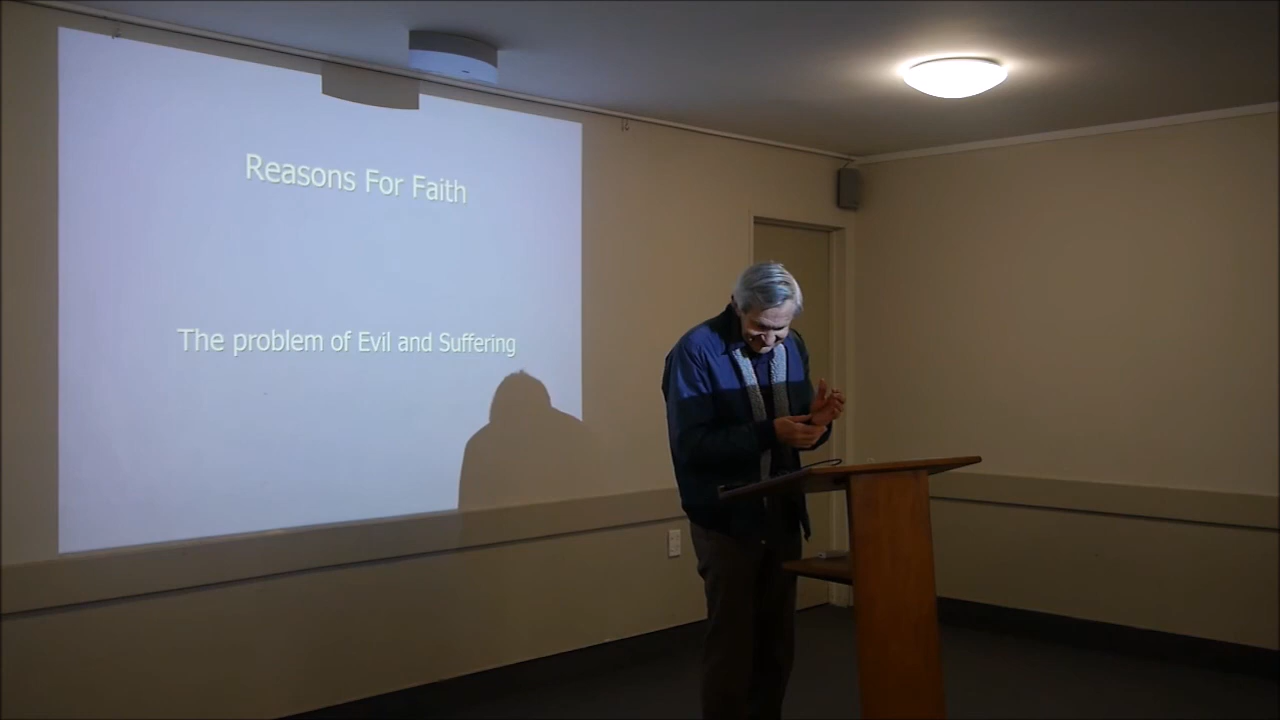 Reasons For Faith
The problem of Evil and Suffering